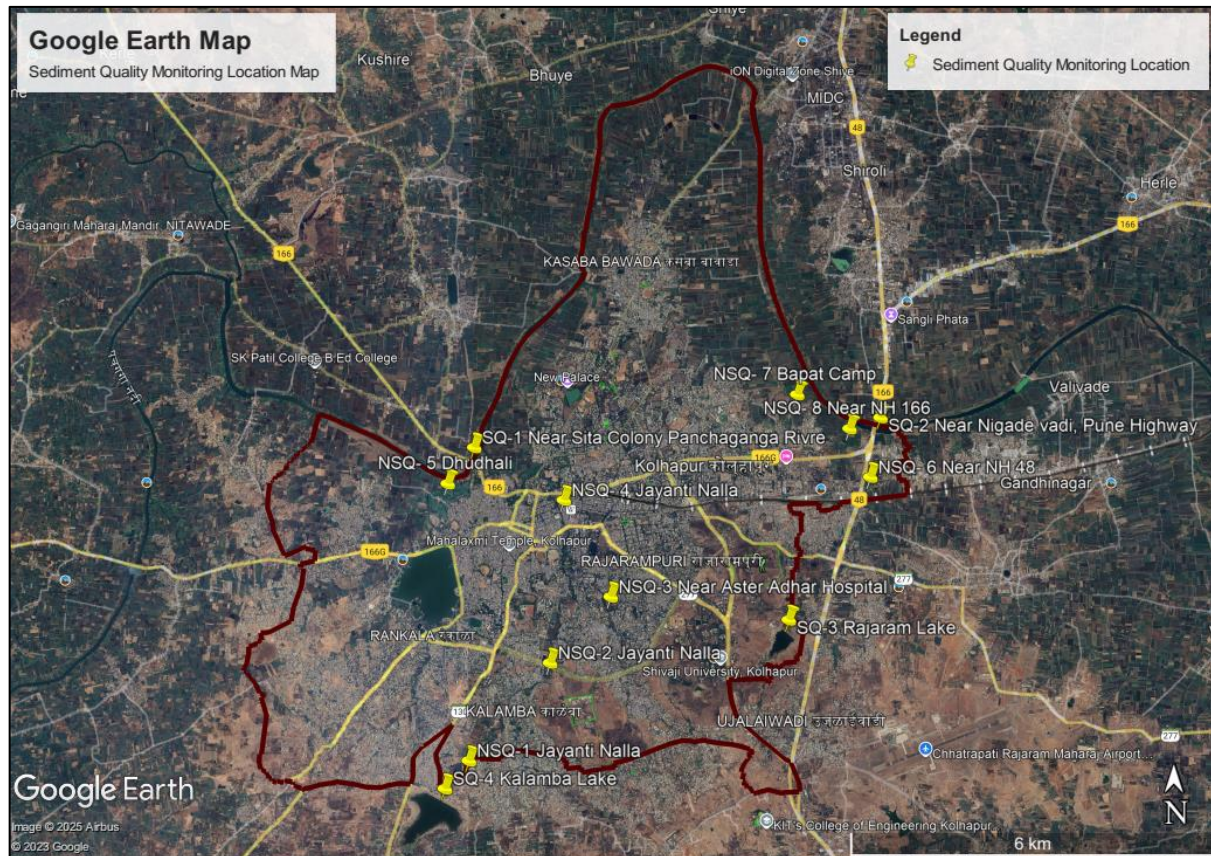 Google Earth Map
Sediment Quality Monitoring Location Map
Legend
Sediment Quality Monitoring Location
Shiye
Kushire
Bhuye
iON Digital Zone Shiye
MIDC
48
Shiroli
Herle
Gagangiri Maharaj Mandir, NITAWADE
166
166
KASABA BAWADA कसबा बावाडा
Sangli Phata
SK Patil College B.Ed College
New Palace
NSQ- 7 Bapat Camp
Valivade
166
NSQ- 8 Near NH 166
SQ-2 Near Nigade vadi, Pune Highway
SQ-1 Near Sita Colony Panchaganga Rivre
NSQ- 5 Dhudhali
166G
Kolhapur कोल्हापूर
NSQ- 6 Near NH 48
Gandhinagar
166
NSQ- 4 Jayanti Nalla
48
Mahalaxmi Temple, Kolhapur
166G
RAJARAMPURI राजारामपुरी
277
NSQ-3 Near Aster Adhar Hospital
277
SQ-3 Rajaram Lake
RANKALA रंकाळा
NSQ-2 Jayanti Nalla
Shivaji University, Kolhapur
KALAMBA काळंबा
UJALAIWADI उजळाईवाडी
277
NSQ-1 Jayanti Nalla
Chhatrapati Rajaram Maharaj Airport...
SQ-4 Kalamba Lake
Google Earth
N
Image © 2025 Airbus
© 2023 Google
KIT's College of Engineering Kolhapur
6 km